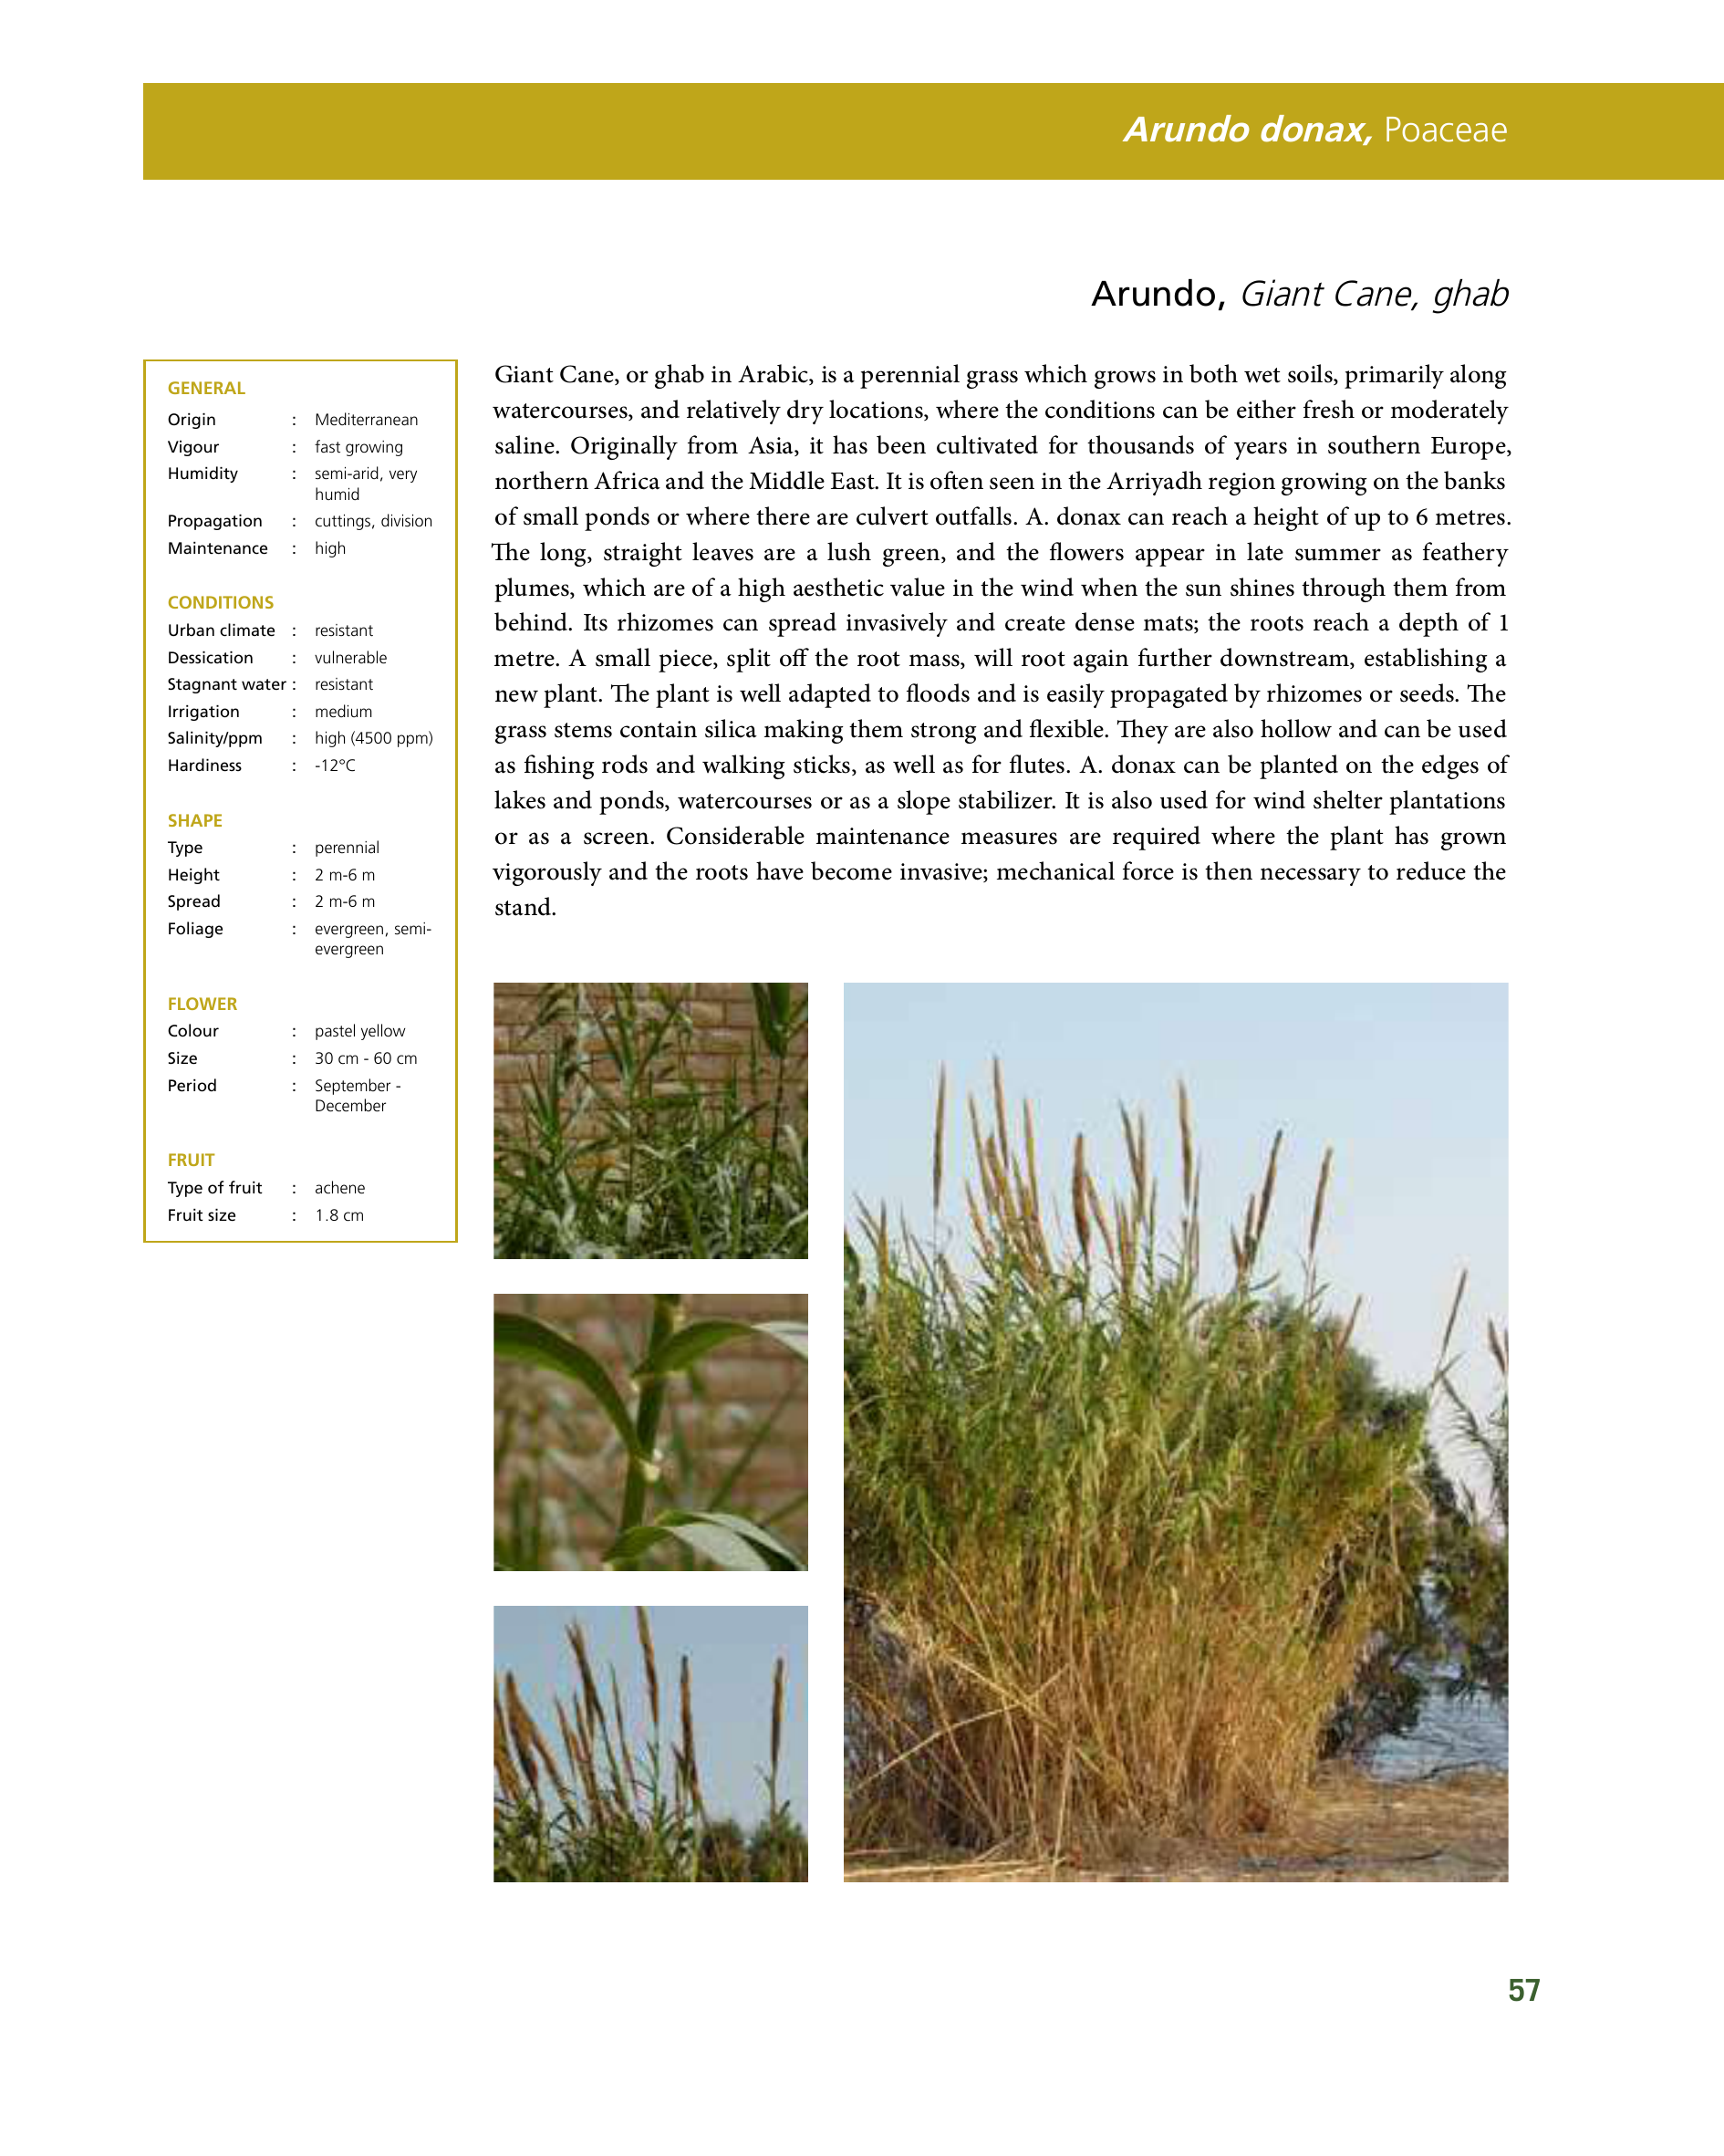 Arundo donax, Poaceae
Arundo, Giant Cane, ghab
GENERAL
Origin : Mediterranean
Vigour : fast growing
Humidity : semi-arid, very
humid
Propagation : cuttings, division
Maintenance : high
CONDITIONS
Urban climate : resistant
Dessication : vulnerable
Stagnant water : resistant
Irrigation : medium
Salinity/ppm : high (4500 ppm)
Hardiness : -12°C
SHAPE
Type : perennial
Height : 2 m-6 m
Spread : 2 m-6 m
Foliage : evergreen, semi-
evergreen
FLOWER
Colour : pastel yellow
Size : 30 cm - 60 cm
Period : September -
December
FRUIT
Type of fruit : achene
Fruit size : 1.8 cm
Giant Cane, or ghab in Arabic, is a perennial grass which grows in both wet soils, primarily along
watercourses, and relatively dry locations, where the conditions can be either fresh or moderately
saline. Originally from Asia, it has been cultivated for thousands of years in southern Europe,
northern Africa and the Middle East. It is often seen in the Arriyadh region growing on the banks
of small ponds or where there are culvert outfalls. A. donax can reach a height of up to 6 metres.
The long, straight leaves are a lush green, and the flowers appear in late summer as feathery
plumes, which are of a high aesthetic value in the wind when the sun shines through them from
behind. Its rhizomes can spread invasively and create dense mats; the roots reach a depth of 1
metre. A small piece, split off the root mass, will root again further downstream, establishing a
new plant. The plant is well adapted to floods and is easily propagated by rhizomes or seeds. The
grass stems contain silica making them strong and flexible. They are also hollow and can be used
as fishing rods and walking sticks, as well as for flutes. A. donax can be planted on the edges of
lakes and ponds, watercourses or as a slope stabilizer. It is also used for wind shelter plantations
or as a screen. Considerable maintenance measures are required where the plant has grown
vigorously and the roots have become invasive; mechanical force is then necessary to reduce the
stand.
57